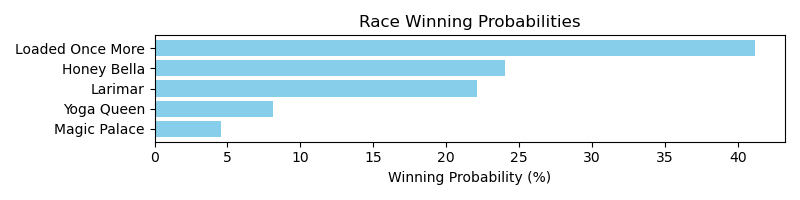 Race Winning Probabilities
Loaded Once More
Honey Bella
Larimar
Yoga Queen
Magic Palace
0 5 10 15 20 25 30 35 40
Winning Probability (%)